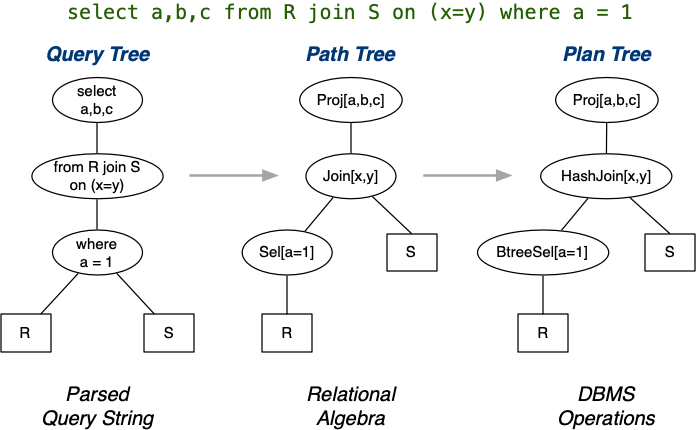 select a,b,c from R join S on (x=y) where a = 1
Query Tree
Path Tree
Plan Tree
select
a,b,c
from R join S
on (x=y)
where
a = 1
R
S
Proj[a,b,c]
Join[x,y]
Sel[a=1]
S
R
Proj[a,b,c]
HashJoin[x,y]
BtreeSel[a=1]
S
R
Parsed
Query String
Relational
Algebra
DBMS
Operations